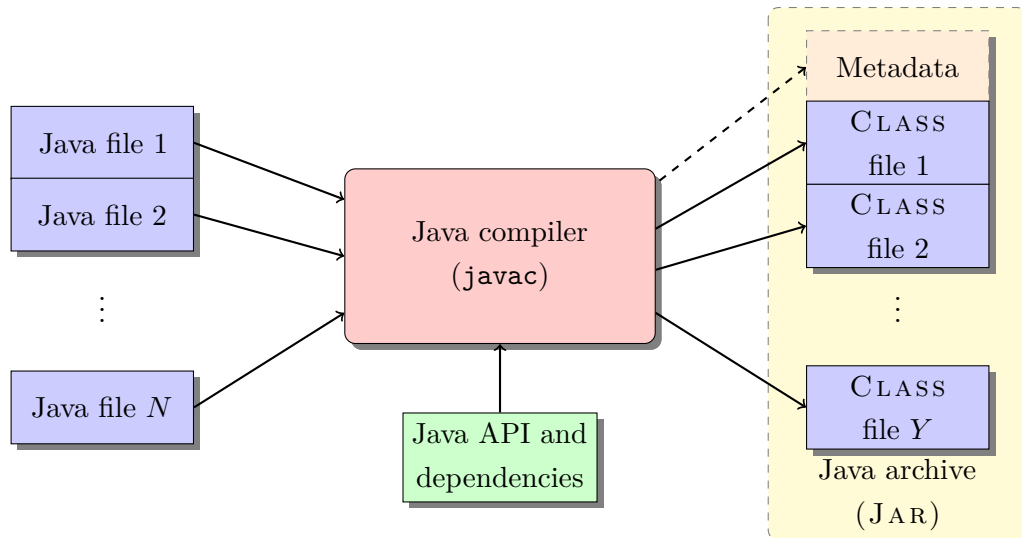 Java file 1
Java file 2
⋮
Java file N
Java compiler
(javac)
Java API and
dependencies
Metadata
CLASS
file 1
CLASS
file 2
⋮
CLASS
file Y
Java archive
(JAR)